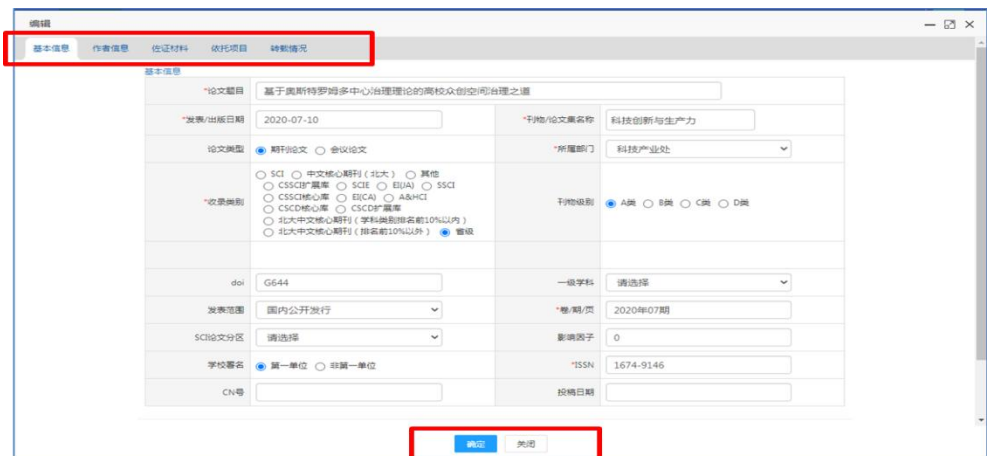 编辑
基本信息 作者信息 佐证材料 依托项目 转载情况
基本信息
*论文题目 基于奥斯特罗姆多中心治理理论的高校众创空间治理之道
*发表/出版日期 2020-07-10 *刊物/论文集名称 科技创新与生产力
论文类型 期刊论文 会议论文 *所属部门 科技产业处
SCI 中文核心期刊(北大) 其他
CSSCI扩展库 SCIE EI(JA) SSCI
*收录类别 CSSCI核心库 EI(CA) A&HCI 刊物级别 A类 B类 C类 D类
CSCD核心库 CSCD扩展库
北大中文核心期刊(学科类别排名前10%以内)
北大中文核心期刊(排名前10%以外) 省级
doi G644 一级学科 请选择
发表范围 国内公开发行 *卷/期/页 2020年07期
SCI论文分区 请选择 影响因子 0
学校署名 第一单位 非第一单位 *ISSN 1674-9146
CN号 投稿日期
确定 关闭